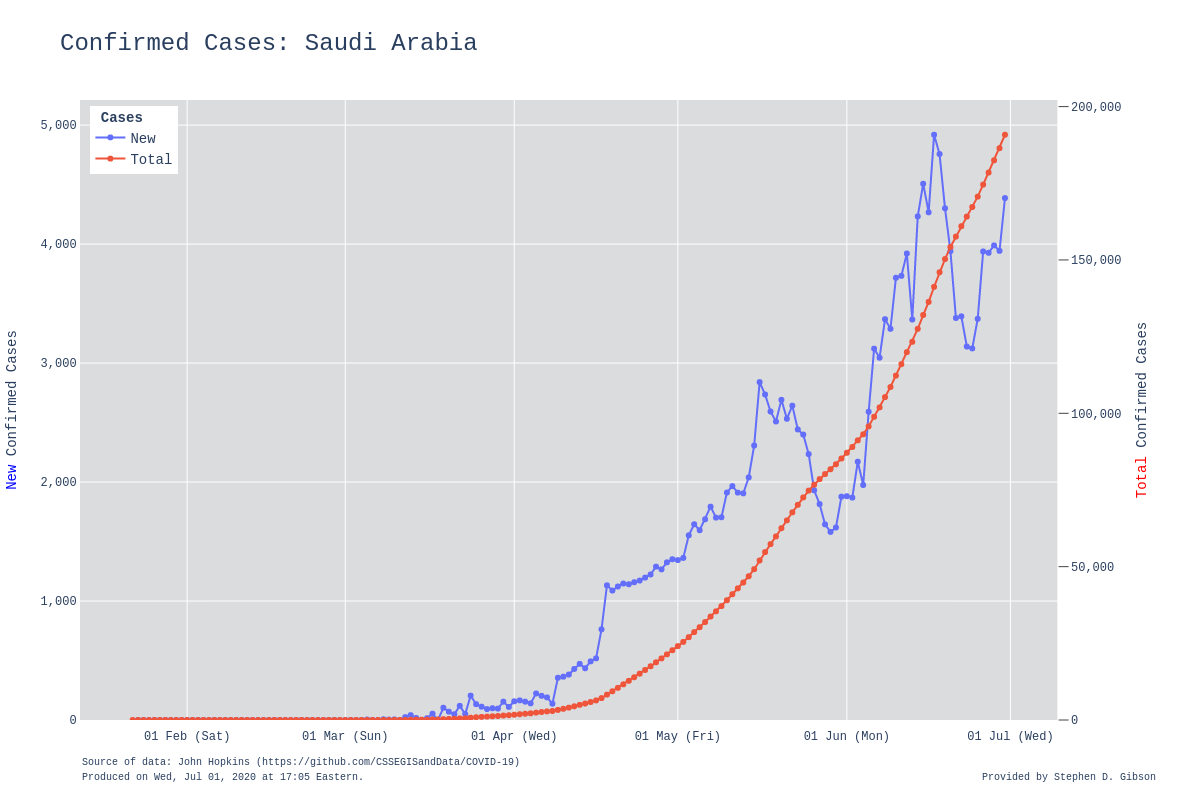 Confirmed Cases: Saudi Arabia
Cases
New
Total
5,000
4,000
3,000
2,000
1,000
0
200,000
150,000
100,000
50,000
0
New Confirmed Cases
Total Confirmed Cases
01 Feb (Sat)
01 Mar (Sun)
01 Apr (Wed)
01 May (Fri)
01 Jun (Mon)
01 Jul (Wed)
Source of data: John Hopkins (https://github.com/CSSEGISandData/COVID-19)
Produced on Wed, Jul 01, 2020 at 17:05 Eastern.
Provided by Stephen D. Gibson